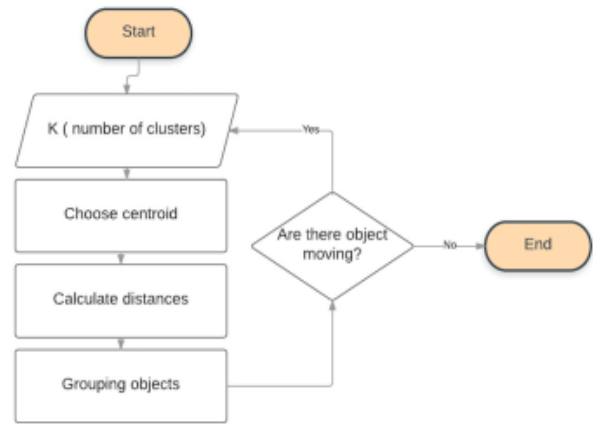 Start
K ( number of clusters)
Yes
Choose centroid
Are there object
moving?
No
End
Calculate distances
Grouping objects